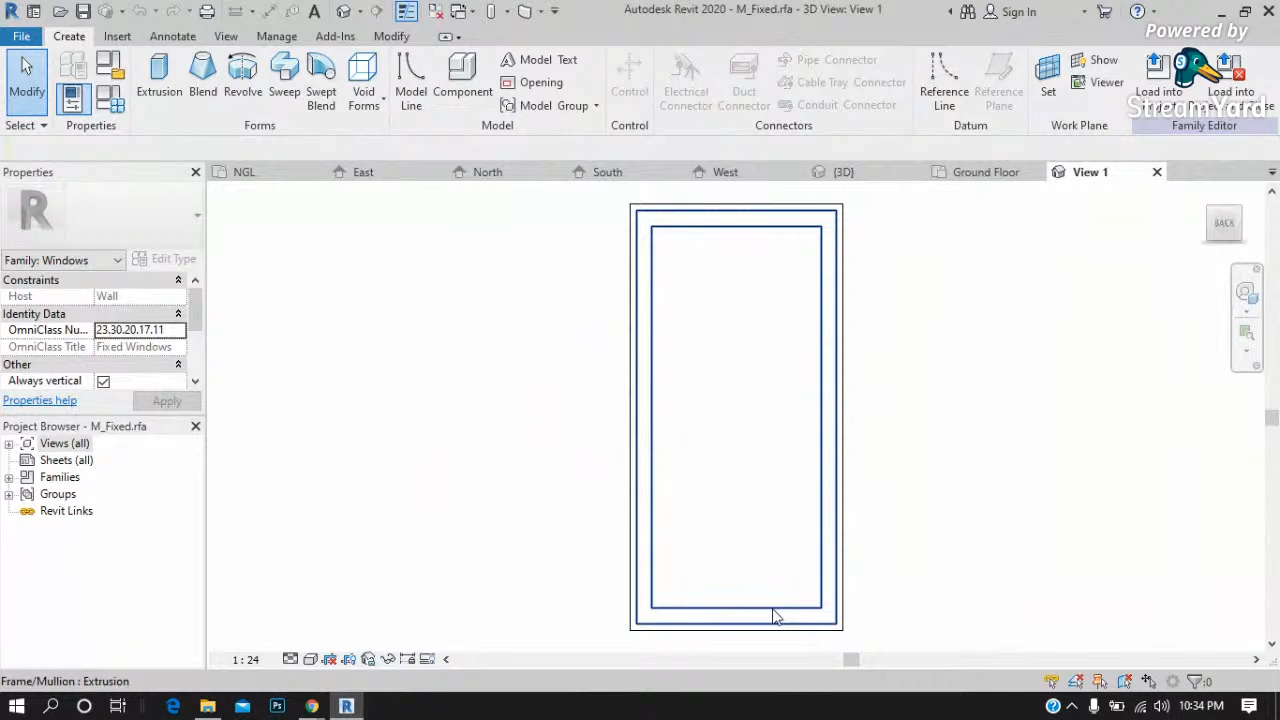 Autodesk Revit 2020 - M_Fixed.rfa - 3D View: View 1
Sign In
Powered by
StreamYard
File Create Insert Annotate View Manage Add-Ins Modify
Modify
Select
Properties
Extrusion Blend Revolve Sweep Swept Blend Void Forms
Forms
Model Line Component
Model Text
Opening
Model Group
Model
Control
Control
Electrical Connector Duct Connector
Pipe Connector
Cable Tray Connector
Conduit Connector
Connectors
Reference Line Reference Plane
Datum
Set
Show
Viewer
Work Plane
Load into Load into
Family Editor
Properties
NGL East North South West {3D} Ground Floor View 1
BACK
Family: Windows Edit Type
Constraints
Host Wall
Identity Data
OmniClass Nu... 23.30.20.17.11
OmniClass Title Fixed Windows
Other
Always vertical
Properties help Apply
Project Browser - M_Fixed.rfa
Views (all)
Sheets (all)
Families
Groups
Revit Links
1 : 24
Frame/Mullion : Extrusion
:0
10:34 PM